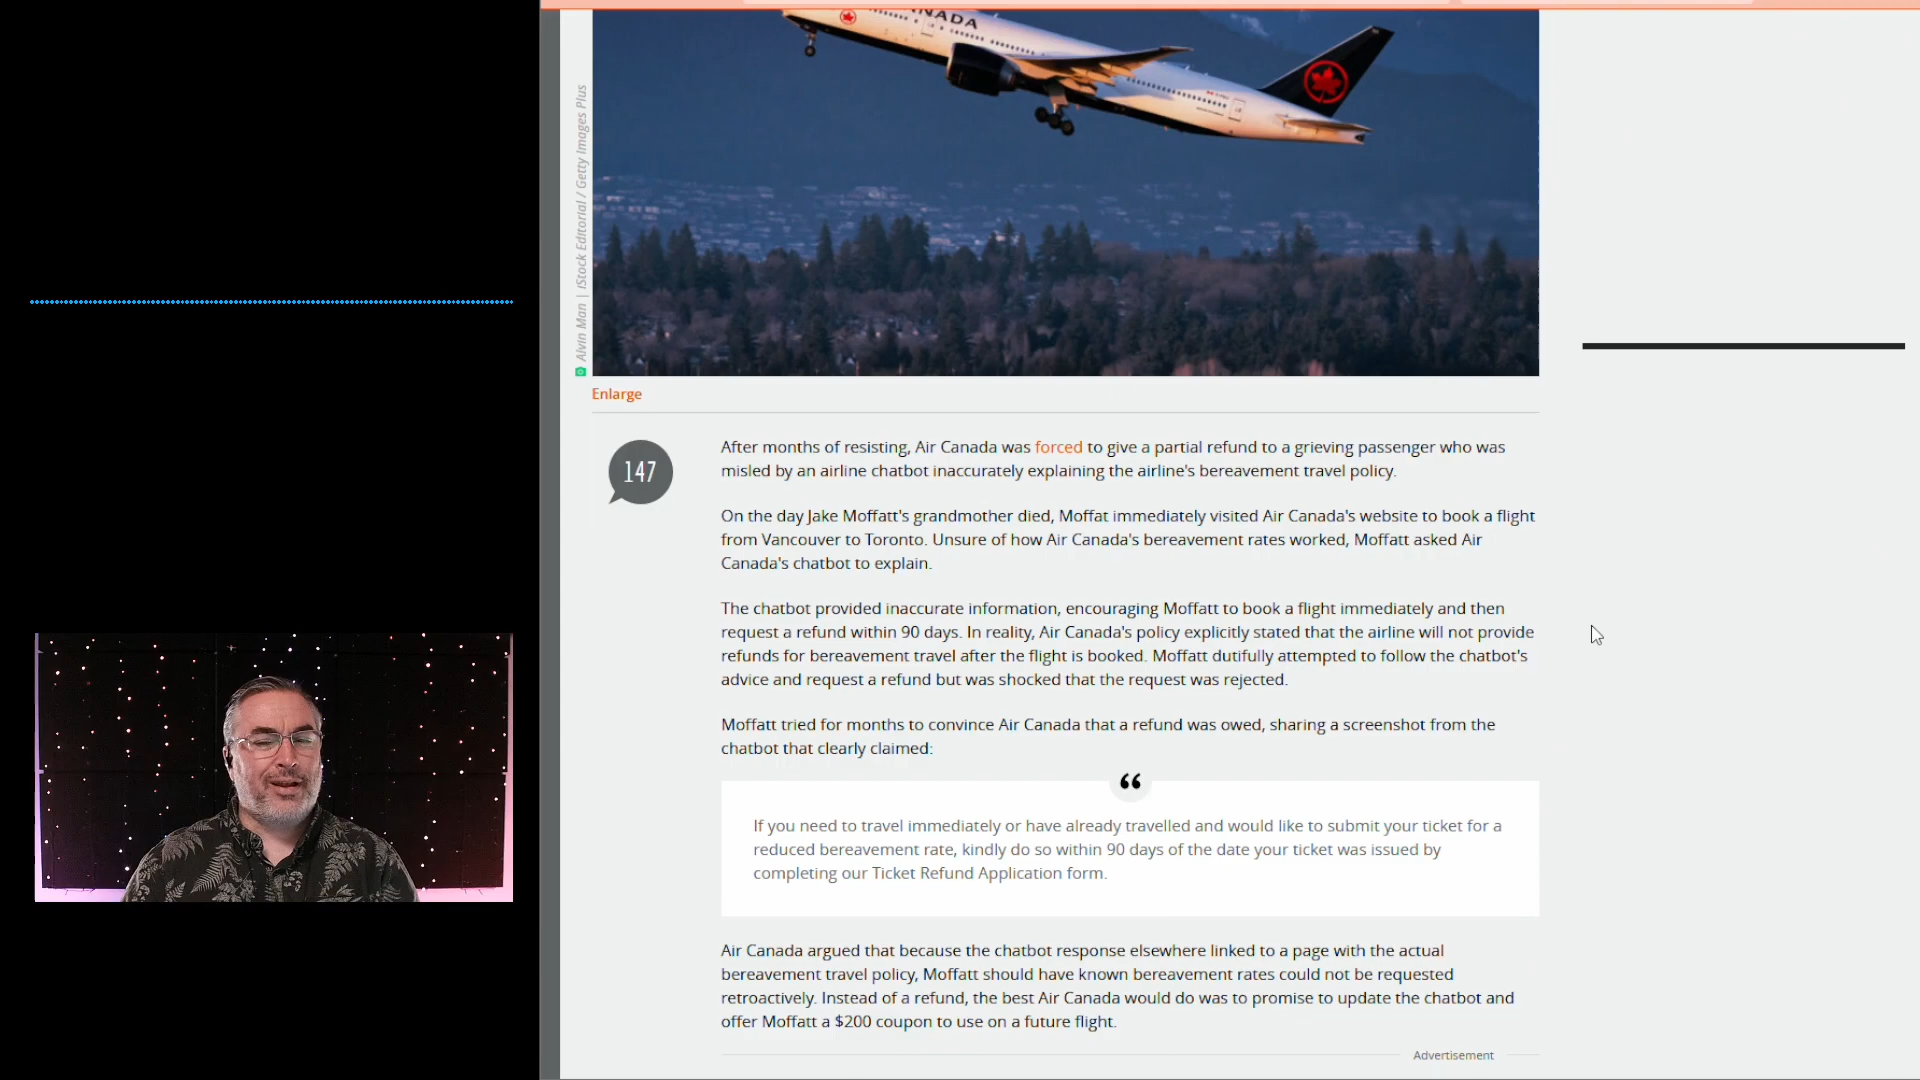 NADA
Alvin Man | iStock Editorial / Getty Images Plus
Enlarge
147
After months of resisting, Air Canada was forced to give a partial refund to a grieving passenger who was
misled by an airline chatbot inaccurately explaining the airline's bereavement travel policy.
On the day Jake Moffatt's grandmother died, Moffat immediately visited Air Canada's website to book a flight
from Vancouver to Toronto. Unsure of how Air Canada's bereavement rates worked, Moffatt asked Air
Canada's chatbot to explain.
The chatbot provided inaccurate information, encouraging Moffatt to book a flight immediately and then
request a refund within 90 days. In reality, Air Canada's policy explicitly stated that the airline will not provide
refunds for bereavement travel after the flight is booked. Moffatt dutifully attempted to follow the chatbot's
advice and request a refund but was shocked that the request was rejected.
Moffatt tried for months to convince Air Canada that a refund was owed, sharing a screenshot from the
chatbot that clearly claimed:
“
If you need to travel immediately or have already travelled and would like to submit your ticket for a
reduced bereavement rate, kindly do so within 90 days of the date your ticket was issued by
completing our Ticket Refund Application form.
Air Canada argued that because the chatbot response elsewhere linked to a page with the actual
bereavement travel policy, Moffatt should have known bereavement rates could not be requested
retroactively. Instead of a refund, the best Air Canada would do was to promise to update the chatbot and
offer Moffatt a $200 coupon to use on a future flight.
Advertisement